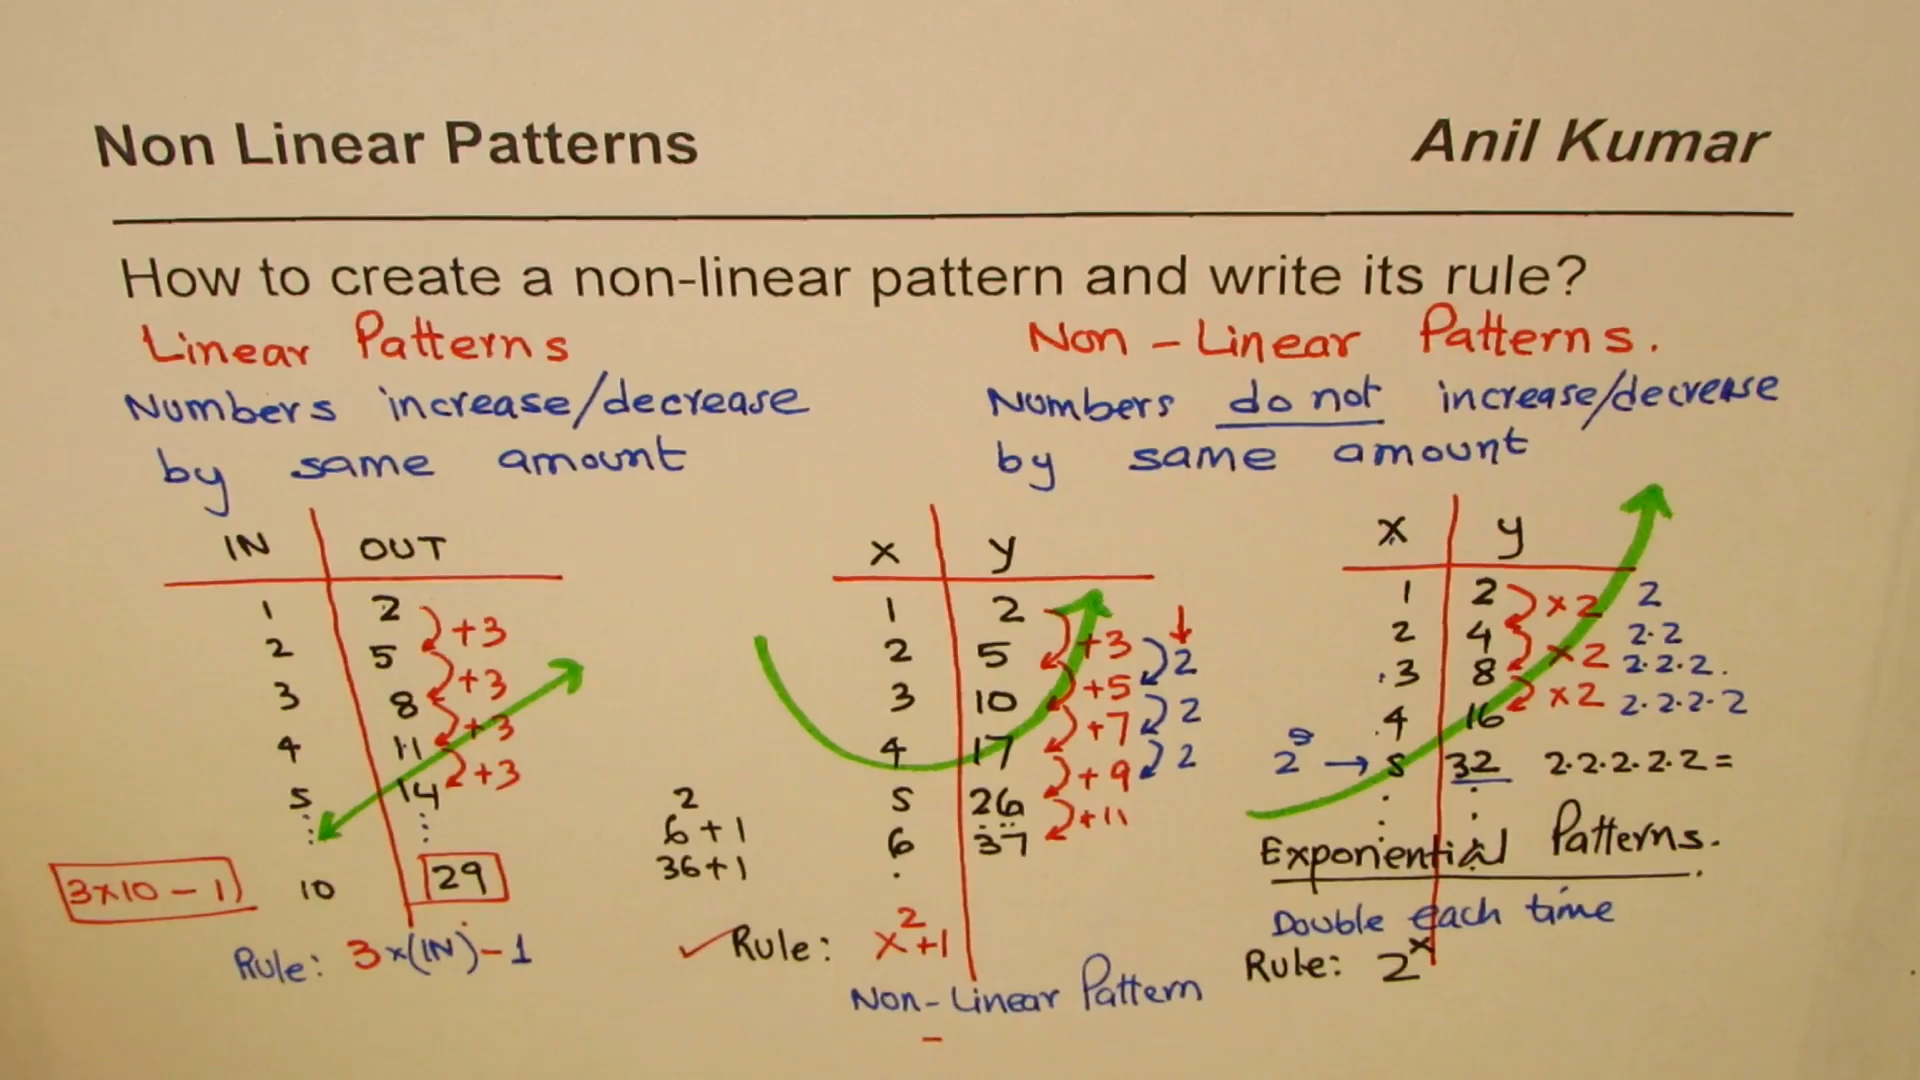 Non Linear Patterns
Anil Kumar
How to create a non-linear pattern and write its rule?
Linear Patterns
Numbers increase/decrease
by same amount
IN OUT
1 2
+3
2 5
+3
3 8
+3
4 11
+3
5 14
⋮ ⋮
3×10 - 1
10 29
Rule: 3×(IN) - 1
Non - Linear Patterns.
Numbers do not increase/decrease
by same amount
x y
1 2
+3
2 5
2
+5
3 10
2
+7
4 17
2
+9
5 26
+11
6 37
.
6²+1
36+1
✓ Rule: x²+1
Non-Linear Pattern
x y
1 2 2
×2
2 4 2·2
×2
3 8 2·2·2.
×2
4 16 2·2·2·2
2⁵ → 5 32 2·2·2·2·2=
⋮ ⋮
Exponential Patterns.
Double each time
Rule: 2ˣ